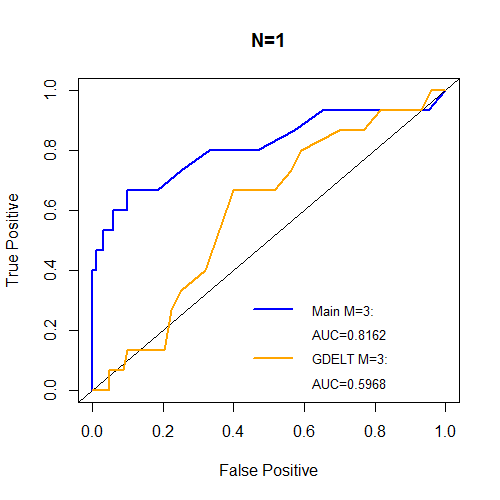 N=1
True Positive
1.0
0.8
0.6
0.4
0.2
0.0
Main M=3:
AUC=0.8162
GDELT M=3:
AUC=0.5968
0.0 0.2 0.4 0.6 0.8 1.0
False Positive